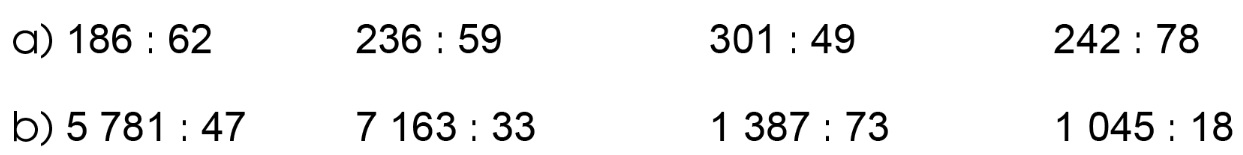 a) 186 : 62 236 : 59 301 : 49 242 : 78
b) 5 781 : 47 7 163 : 33 1 387 : 73 1 045 : 18